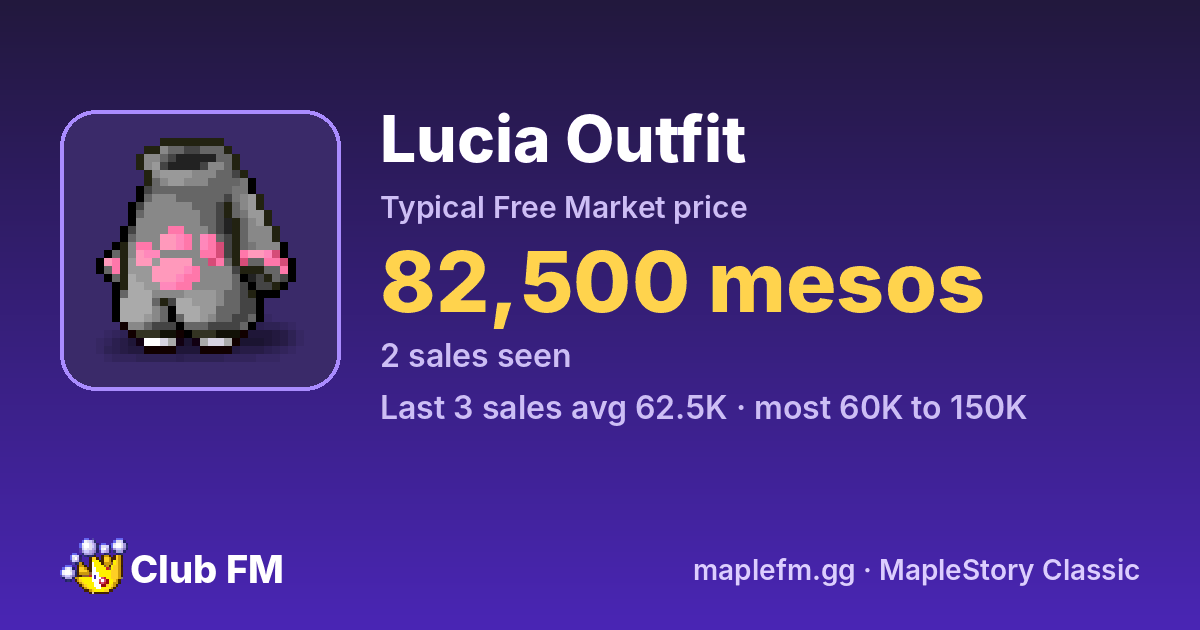 Lucia Outfit
Typical Free Market price
82,500 mesos
2 sales seen
Last 3 sales avg 62.5K · most 60K to 150K
Club FM
maplefm.gg · MapleStory Classic